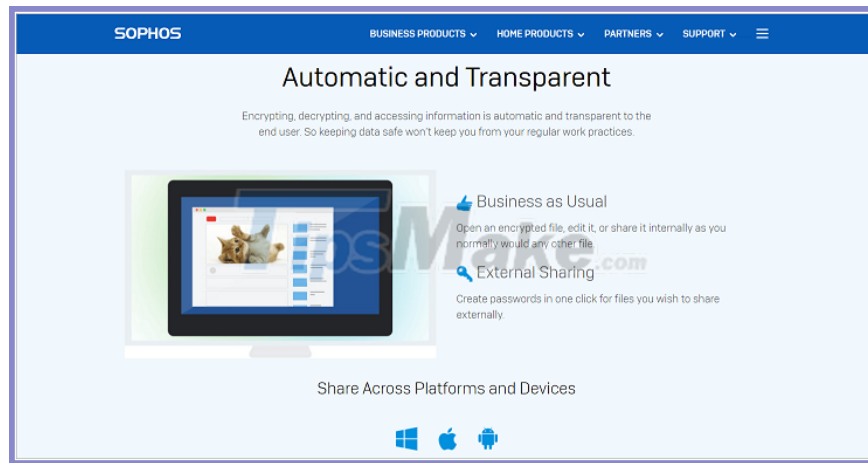 SOPHOS
BUSINESS PRODUCTS HOME PRODUCTS PARTNERS SUPPORT
Automatic and Transparent
Encrypting, decrypting, and accessing information is automatic and transparent to the
end user. So keeping data safe won't keep you from your regular work practices.
Business as Usual
Open an encrypted file, edit it, or share it internally as you
normally would any other file.
TipsMake.com
External Sharing
Create passwords in one click for files you wish to share
externally.
Share Across Platforms and Devices